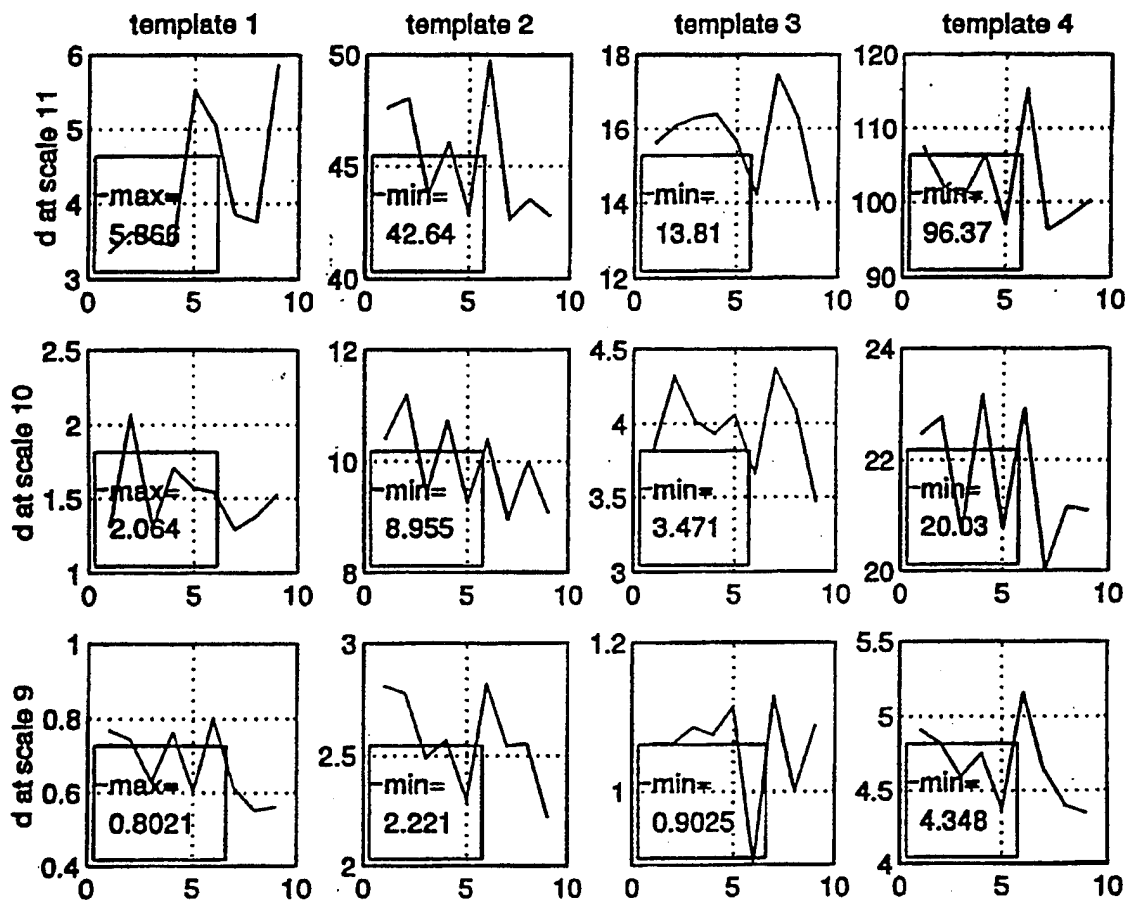 template 1 template 2 template 3 template 4
d at scale 11
6
5
4
3
0 5 10
max=
5.866
50
45
40
0 5 10
min=
42.64
18
16
14
12
0 5 10
min=
13.81
120
110
100
90
0 5 10
min=
96.37
d at scale 10
2.5
2
1.5
1
0 5 10
max=
2.064
12
10
8
0 5 10
min=
8.955
4.5
4
3.5
3
0 5 10
min=
3.471
24
22
20
0 5 10
min=
20.03
d at scale 9
1
0.8
0.6
0.4
0 5 10
max=
0.8021
3
2.5
2
0 5 10
min=
2.221
1.2
1
0 5 10
min=
0.9025
5.5
5
4.5
4
0 5 10
min=
4.348